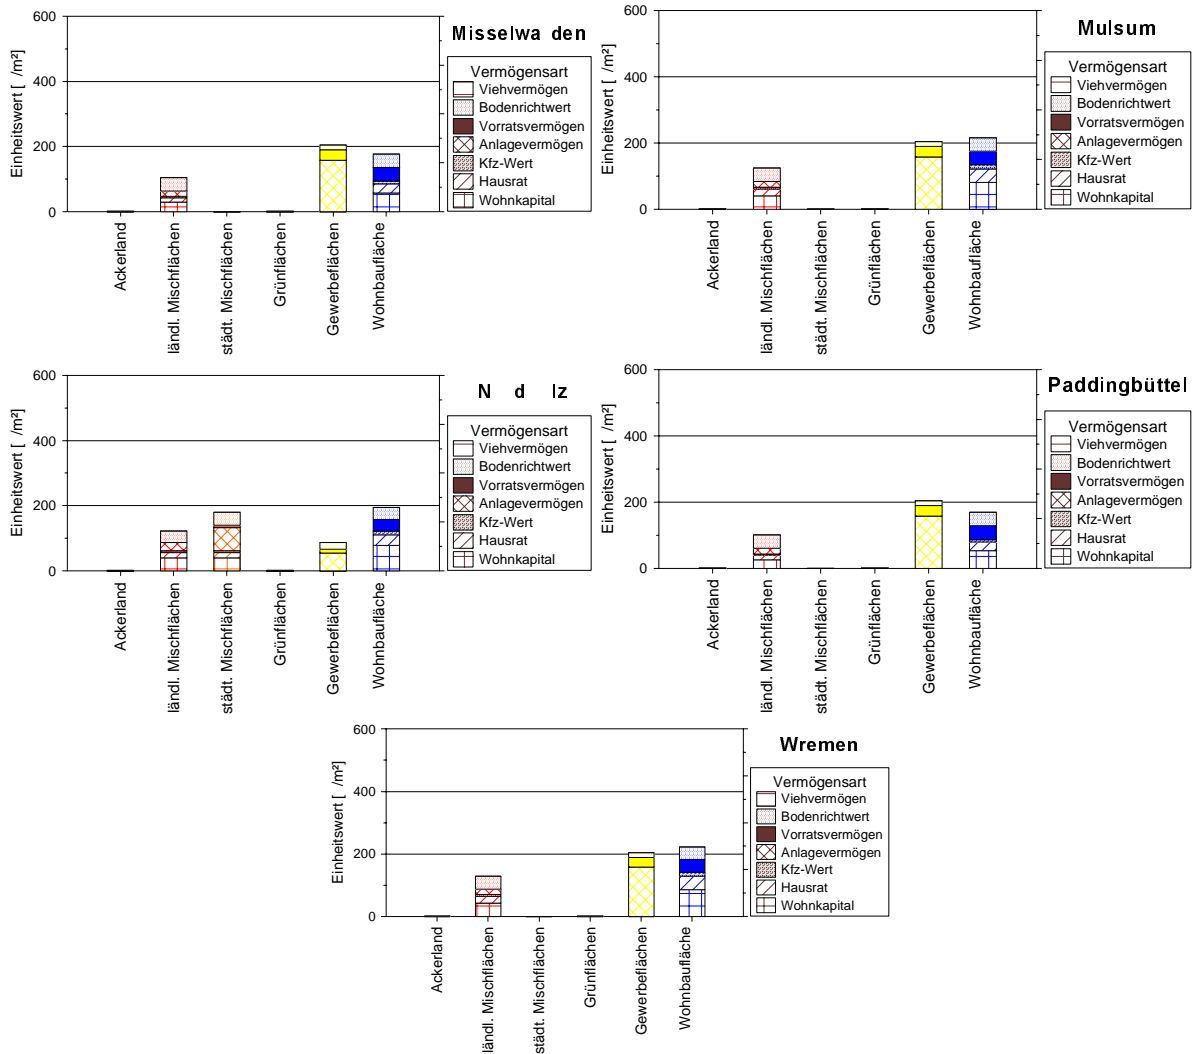 Misselwa den
600
400
200
0
Einheitswert [ /m²]
Vermögensart
Viehvermögen
Bodenrichtwert
Vorratsvermögen
Anlagevermögen
Kfz-Wert
Hausrat
Wohnkapital
Ackerland
ländl. Mischflächen
städt. Mischflächen
Grünflächen
Gewerbeflächen
Wohnbaufläche
Mulsum
600
400
200
0
Einheitswert [ /m²]
Vermögensart
Viehvermögen
Bodenrichtwert
Vorratsvermögen
Anlagevermögen
Kfz-Wert
Hausrat
Wohnkapital
Ackerland
ländl. Mischflächen
städt. Mischflächen
Grünflächen
Gewerbeflächen
Wohnbaufläche
N d lz
600
400
200
0
Einheitswert [ /m²]
Vermögensart
Viehvermögen
Bodenrichtwert
Vorratsvermögen
Anlagevermögen
Kfz-Wert
Hausrat
Wohnkapital
Ackerland
ländl. Mischflächen
städt. Mischflächen
Grünflächen
Gewerbeflächen
Wohnbaufläche
Paddingbüttel
600
400
200
0
Einheitswert [ /m²]
Vermögensart
Viehvermögen
Bodenrichtwert
Vorratsvermögen
Anlagevermögen
Kfz-Wert
Hausrat
Wohnkapital
Ackerland
ländl. Mischflächen
städt. Mischflächen
Grünflächen
Gewerbeflächen
Wohnbaufläche
Wremen
600
400
200
0
Einheitswert [ /m²]
Vermögensart
Viehvermögen
Bodenrichtwert
Vorratsvermögen
Anlagevermögen
Kfz-Wert
Hausrat
Wohnkapital
Ackerland
ländl. Mischflächen
städt. Mischflächen
Grünflächen
Gewerbeflächen
Wohnbaufläche